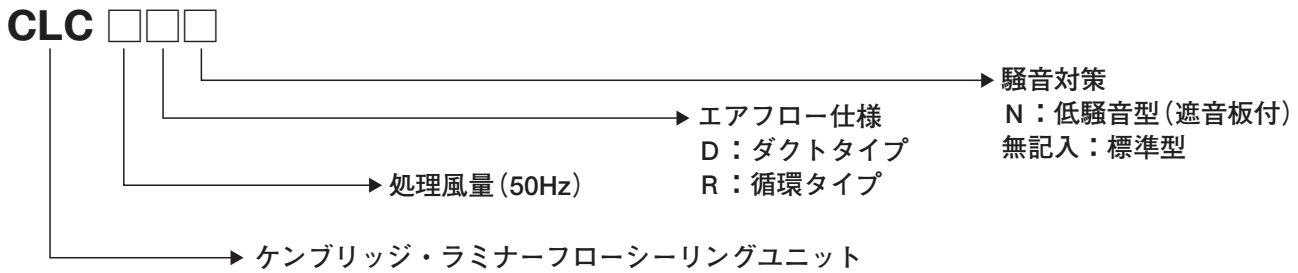 CLC □□□
騒音対策
N：低騒音型（遮音板付）
無記入：標準型
エアフロー仕様
D：ダクトタイプ
R：循環タイプ
処理風量（50Hz）
ケンブリッジ・ラミナーフローシーリングユニット